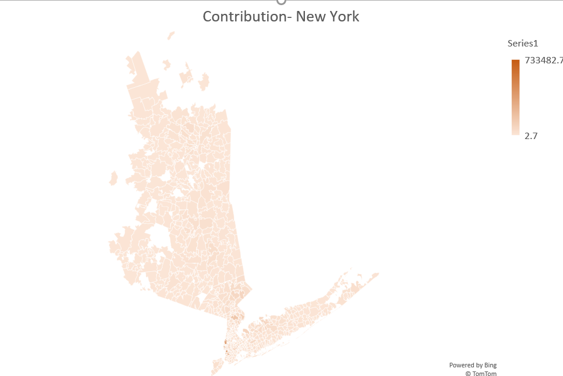 Contribution- New York
Series1
733482.7
2.7
Powered by Bing
© TomTom